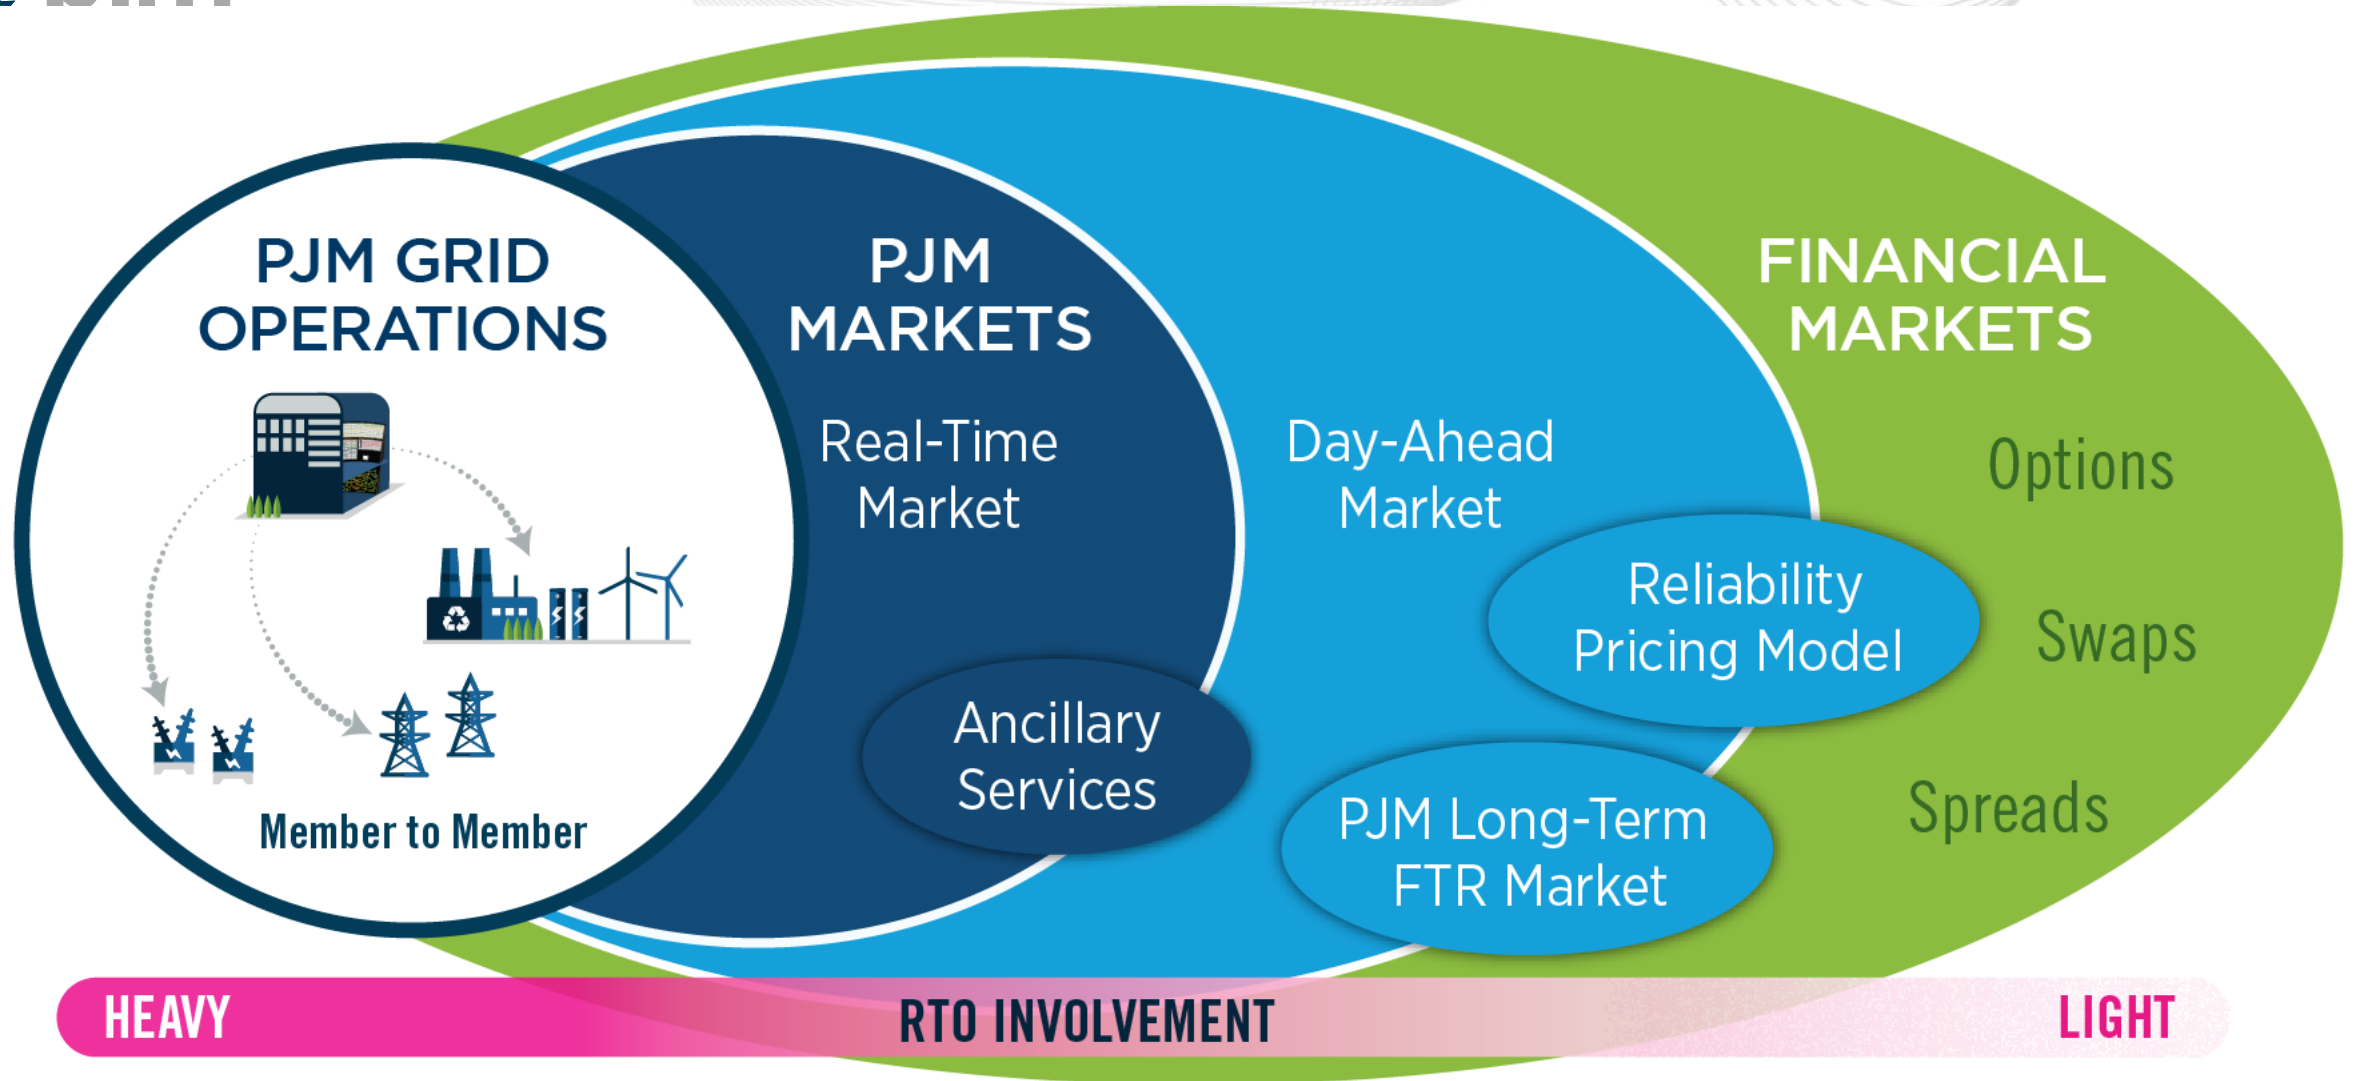 PJM GRID
OPERATIONS
Member to Member
PJM
MARKETS
Real-Time
Market
Ancillary
Services
Day-Ahead
Market
Reliability
Pricing Model
PJM Long-Term
FTR Market
FINANCIAL
MARKETS
Options
Swaps
Spreads
HEAVY
RTO INVOLVEMENT
LIGHT